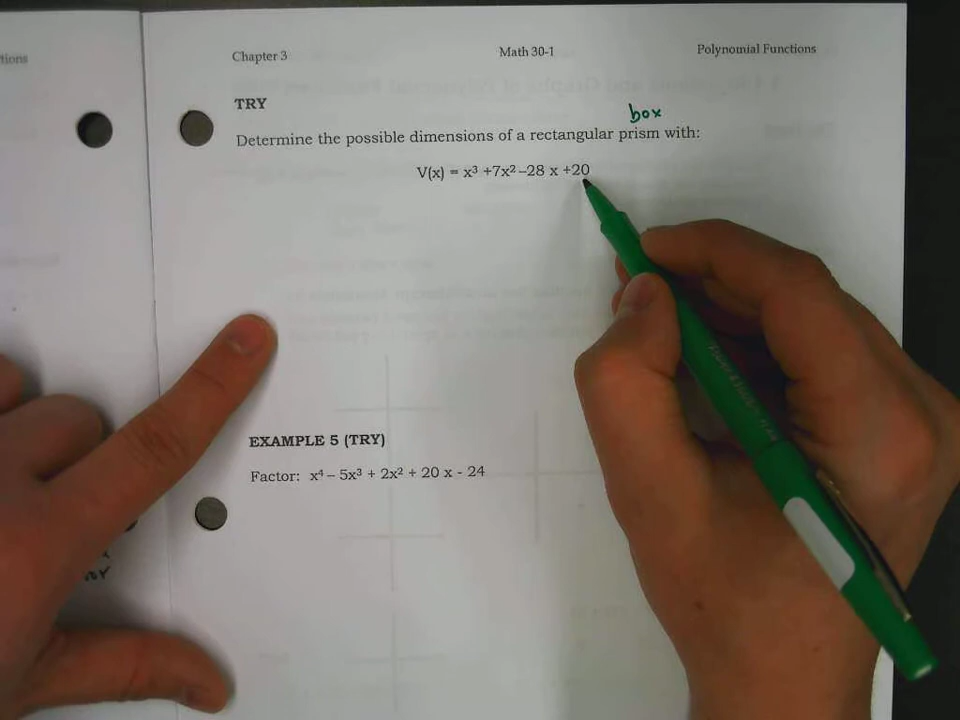 tions
Chapter 3 Math 30-1 Polynomial Functions
TRY
box
Determine the possible dimensions of a rectangular prism with:
V(x) = x³ +7x² –28 x +20
EXAMPLE 5 (TRY)
Factor: x⁴ – 5x³ + 2x² + 20 x - 24